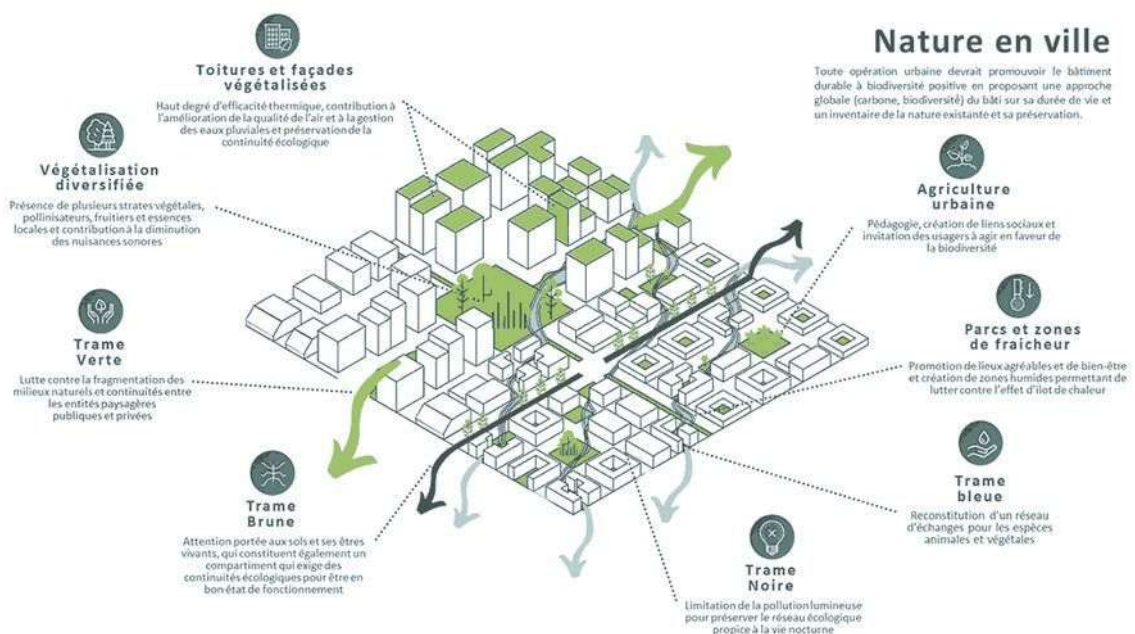 Nature en ville
Toute opération urbaine devrait promouvoir le bâtiment
durable à biodiversité positive en proposant une approche
globale (carbone, biodiversité) du bâti sur sa durée de vie et
un inventaire de la nature existante et sa préservation.
Toitures et façades
végétalisées
Haut degré d'efficacité thermique, contribution à
l'amélioration de la qualité de l'air et à la gestion
des eaux pluviales et préservation de la
continuité écologique
Végétalisation
diversifiée
Présence de plusieurs strates végétales,
pollinisateurs, fruitiers et essences
locales et contribution à la diminution
des nuisances sonores
Trame
Verte
Lutte contre la fragmentation des
milieux naturels et continuités entre
les entités paysagères
publiques et privées
Trame
Brune
Attention portée aux sols et ses êtres
vivants, qui constituent également un
compartiment qui exige des
continuités écologiques pour être en
bon état de fonctionnement
Agriculture
urbaine
Pédagogie, création de liens sociaux et
invitation des usagers à agir en faveur de
la biodiversité
Parcs et zones
de fraicheur
Promotion de lieux agréables et de bien-être
et création de zones humides permettant de
lutter contre l'effet d'ilot de chaleur
Trame
bleue
Reconstitution d'un réseau
d'échanges pour les espèces
animales et végétales
Trame
Noire
Limitation de la pollution lumineuse
pour préserver le réseau écologique
propice à la vie nocturne